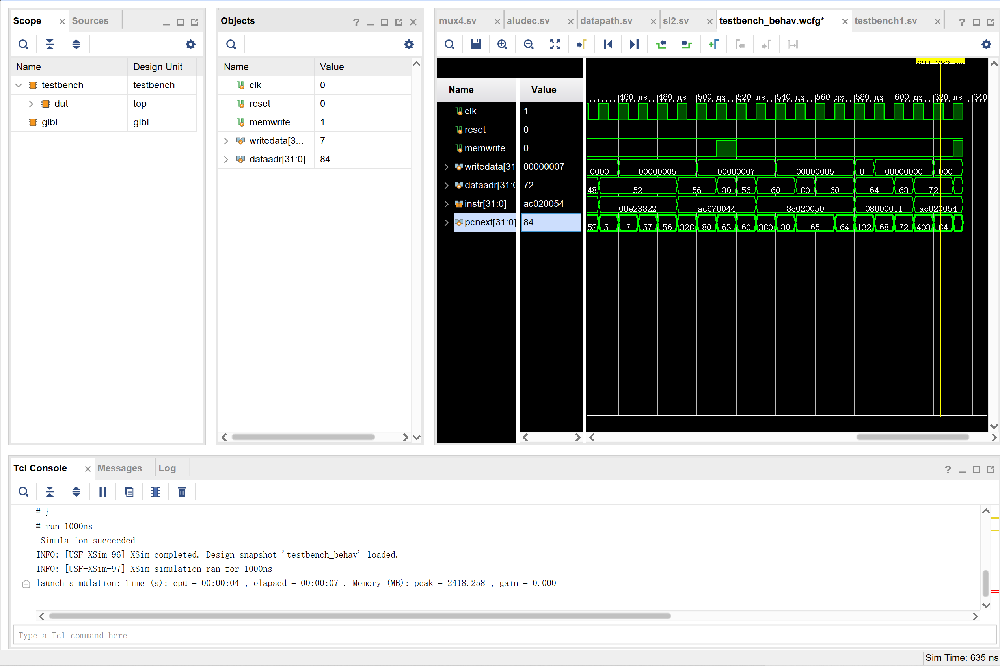 Scope
Sources
Name
Design Unit
testbench
testbench
dut
top
glbl
glbl
Objects
?
Name
Value
clk
0
reset
0
memwrite
1
writedata[3...
7
dataadr[31:0]
84
mux4.sv
aludec.sv
datapath.sv
sl2.sv
testbench_behav.wcfg*
testbench1.sv
?
Name
Value
clk
1
reset
0
memwrite
0
writedata[31
00000007
dataadr[31:0
72
instr[31:0]
ac020054
pcnext[31:0]
84
623.782 ns
460 ns
480 ns
500 ns
520 ns
540 ns
560 ns
580 ns
600 ns
620 ns
640
0000
00000005
00000007
00000005
0
00000000
000
48
52
56
80
56
60
80
60
64
68
72
00e23822
ac670044
8c020050
08000011
ac020054
52
5
7
57
56
328
80
63
60
380
80
65
64
132
68
72
408
84
Tcl Console
Messages
Log
?
# }
# run 1000ns
Simulation succeeded
INFO: [USF-XSim-96] XSim completed. Design snapshot 'testbench_behav' loaded.
INFO: [USF-XSim-97] XSim simulation ran for 1000ns
launch_simulation: Time (s): cpu = 00:00:04 ; elapsed = 00:00:07 . Memory (MB): peak = 2418.258 ; gain = 0.000
Type a Tcl command here
Sim Time: 635 ns